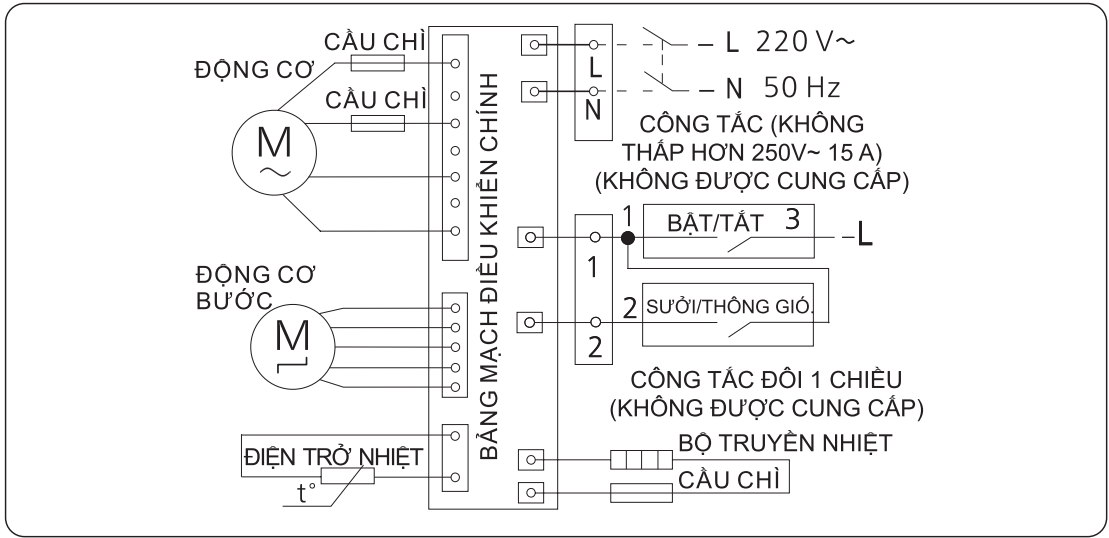 CẦU CHÌ
ĐỘNG CƠ
CẦU CHÌ
M
~
L 220 V~
L
N 50 Hz
N
CÔNG TẮC (KHÔNG
THẤP HƠN 250V~ 15 A)
(KHÔNG ĐƯỢC CUNG CẤP)
BẢNG MẠCH ĐIỀU KHIỂN CHÍNH
1
BẬT/TẮT 3
L
1
ĐỘNG CƠ
BƯỚC
M
2
SƯỞI/THÔNG GIÓ.
2
CÔNG TẮC ĐÔI 1 CHIỀU
(KHÔNG ĐƯỢC CUNG CẤP)
BỘ TRUYỀN NHIỆT
ĐIỆN TRỞ NHIỆT
CẦU CHÌ
t°